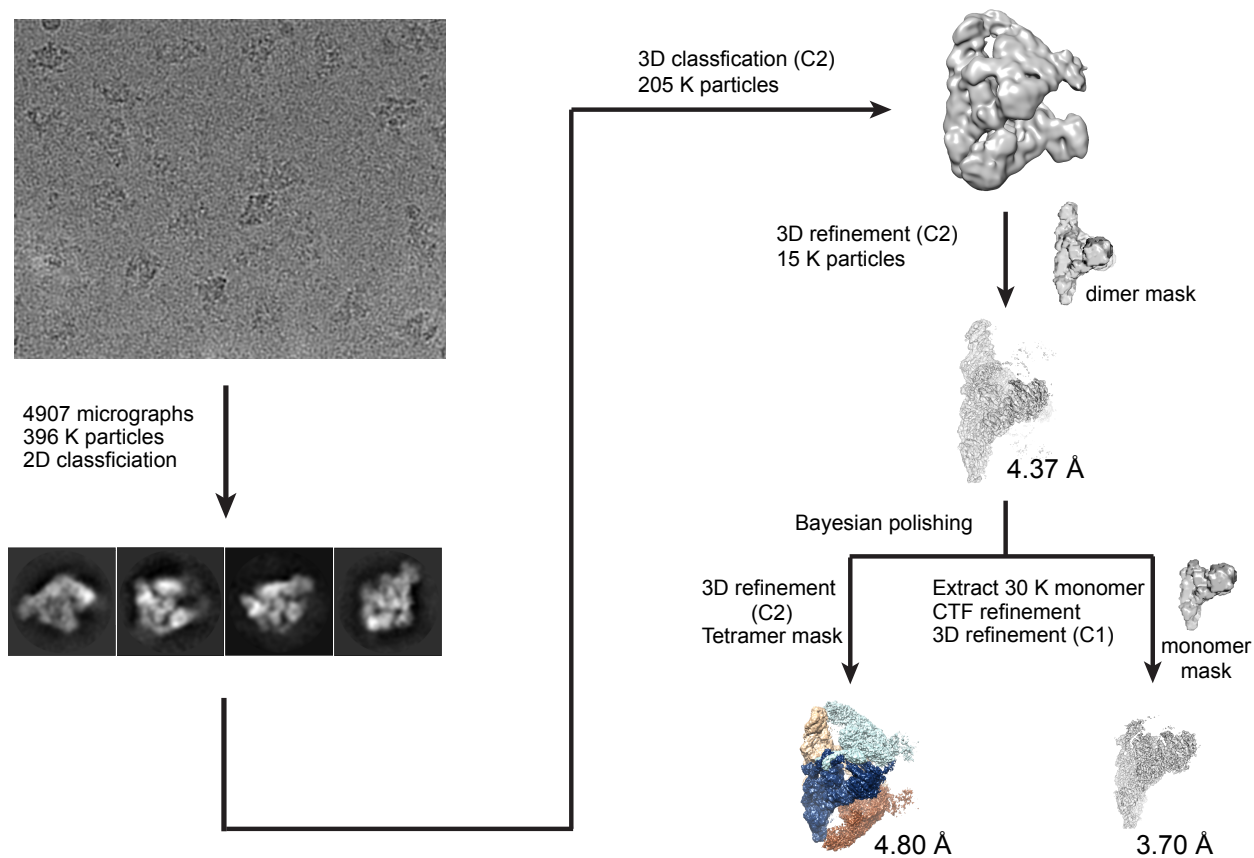 4907 micrographs
396 K particles
2D classficiation
3D classfication (C2)
205 K particles
3D refinement (C2)
15 K particles
dimer mask
4.37 Å
Bayesian polishing
3D refinement
(C2)
Tetramer mask
4.80 Å
Extract 30 K monomer
CTF refinement
3D refinement (C1)
monomer
mask
3.70 Å